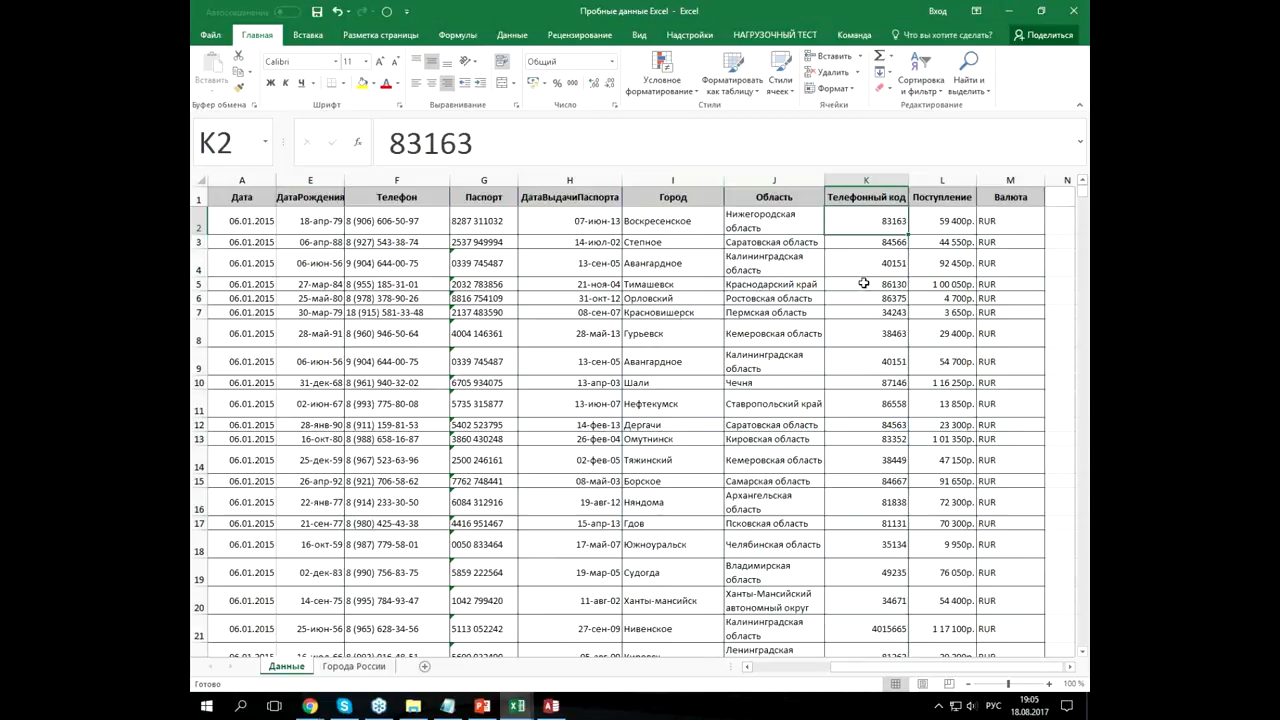 Автосохранение
Пробные данные Excel - Excel
Вход
Файл Главная Вставка Разметка страницы Формулы Данные Рецензирование Вид Надстройки НАГРУЗОЧНЫЙ ТЕСТ Команда Что вы хотите сделать? Поделиться
Вставить
Calibri 11
Ж К Ч
Общий
% 000
Условное форматирование
Форматировать как таблицу
Стили ячеек
Вставить
Удалить
Формат
Сортировка и фильтр
Найти и выделить
Буфер обмена Шрифт Выравнивание Число Стили Ячейки Редактирование
K2 fx 83163
A E F G H I J K L M N
1 Дата ДатаРождения Телефон Паспорт ДатаВыдачиПаспорта Город Область Телефонный код Поступление Валюта
2 06.01.2015 18-апр-79 8 (906) 606-50-97 8287 311032 07-июн-13 Воскресенское Нижегородская область 83163 59 400р. RUR
3 06.01.2015 06-апр-88 8 (927) 543-38-74 2537 949994 14-июл-02 Степное Саратовская область 84566 44 550р. RUR
4 06.01.2015 06-июн-56 9 (904) 644-00-75 0339 745487 13-сен-05 Авангардное Калининградская область 40151 92 450р. RUR
5 06.01.2015 27-мар-84 8 (955) 185-31-01 2032 783856 21-ноя-04 Тимашевск Краснодарский край 86130 1 00 050р. RUR
6 06.01.2015 25-май-80 8 (978) 378-90-26 8816 754109 31-окт-12 Орловский Ростовская область 86375 4 700р. RUR
7 06.01.2015 30-мар-79 18 (915) 581-33-48 2137 483590 08-сен-07 Красновишерск Пермская область 34243 3 650р. RUR
8 06.01.2015 28-май-91 8 (960) 946-50-64 4004 146361 28-май-13 Гурьевск Кемеровская область 38463 29 400р. RUR
9 06.01.2015 06-июн-56 9 (904) 644-00-75 0339 745487 13-сен-05 Авангардное Калининградская область 40151 54 700р. RUR
10 06.01.2015 31-дек-68 8 (961) 940-32-02 6705 934075 13-апр-03 Шали Чечня 87146 1 16 250р. RUR
11 06.01.2015 02-июн-67 8 (993) 775-80-08 5735 315877 13-июн-07 Нефтекумск Ставропольский край 86558 13 850р. RUR
12 06.01.2015 28-янв-90 8 (911) 159-81-53 5402 523795 14-фев-13 Дергачи Саратовская область 84563 23 300р. RUR
13 06.01.2015 16-окт-80 8 (988) 658-16-87 3860 430248 26-фев-04 Омутнинск Кировская область 83352 1 01 350р. RUR
14 06.01.2015 25-дек-59 8 (967) 523-63-96 2500 246161 02-фев-05 Тяжинский Кемеровская область 38449 47 150р. RUR
15 06.01.2015 26-апр-92 8 (921) 706-58-62 7762 748441 08-май-03 Борское Самарская область 84667 91 650р. RUR
16 06.01.2015 22-янв-77 8 (914) 233-30-50 6084 312916 19-авг-12 Няндома Архангельская область 81838 72 300р. RUR
17 06.01.2015 21-сен-77 8 (980) 425-43-38 4416 951467 15-апр-13 Гдов Псковская область 81131 70 300р. RUR
18 06.01.2015 16-окт-59 8 (987) 779-58-01 0050 833464 17-май-07 Южноуральск Челябинская область 35134 9 950р. RUR
19 06.01.2015 02-дек-83 8 (990) 756-83-75 5859 222564 19-мар-05 Судогда Владимирская область 49235 76 050р. RUR
20 06.01.2015 14-сен-75 8 (995) 784-93-47 1042 799420 11-авг-02 Ханты-мансийск Ханты-Мансийский автономный округ 34671 54 400р. RUR
21 06.01.2015 25-июн-56 8 (965) 628-34-56 5113 052242 27-сен-09 Нивенское Калининградская область 4015665 1 17 100р. RUR
Ленинградская
Данные Города России
Готово 100 %
РУС 19:05
18.08.2017